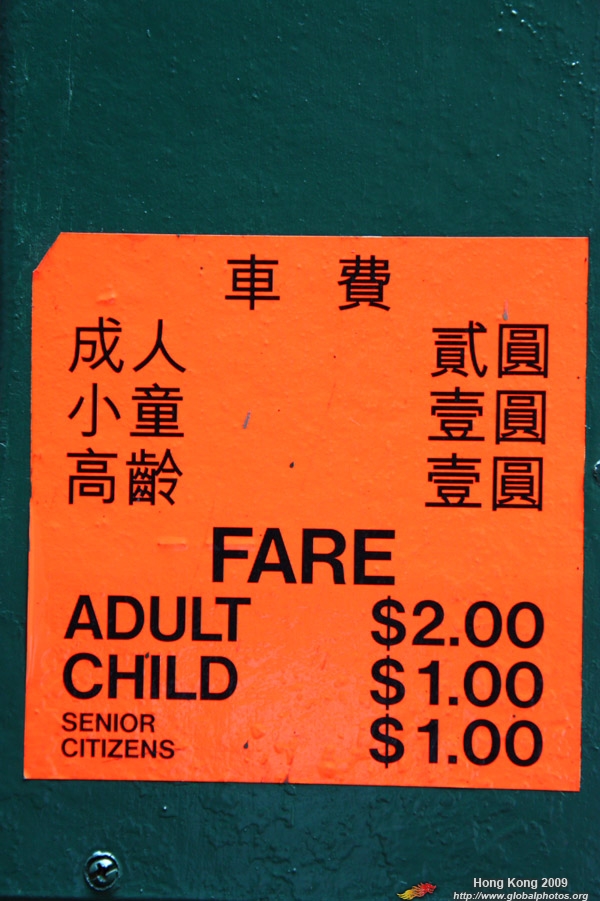 車 費
成人 貳圓
小童 壹圓
高齡 壹圓
FARE
ADULT $2.00
CHILD $1.00
SENIOR
CITIZENS $1.00
Hong Kong 2009
http://www.globalphotos.org